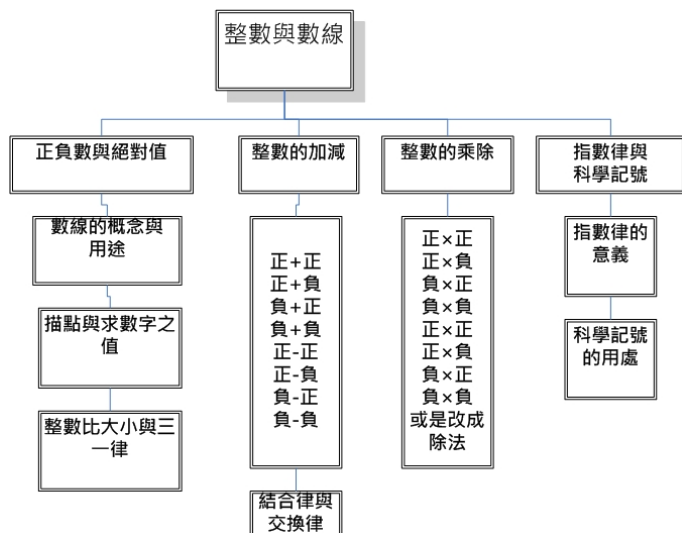 整數與數線
正負數與絕對值
整數的加減
整數的乘除
指數律與
科學記號
數線的概念與
用途
描點與求數字之
值
整數比大小與三
一律
正+正
正+負
負+正
負+負
正-正
正-負
負-正
負-負
結合律與
交換律
正×正
正×負
負×正
負×負
正×正
正×負
負×正
負×負
或是改成
除法
指數律的
意義
科學記號
的用處